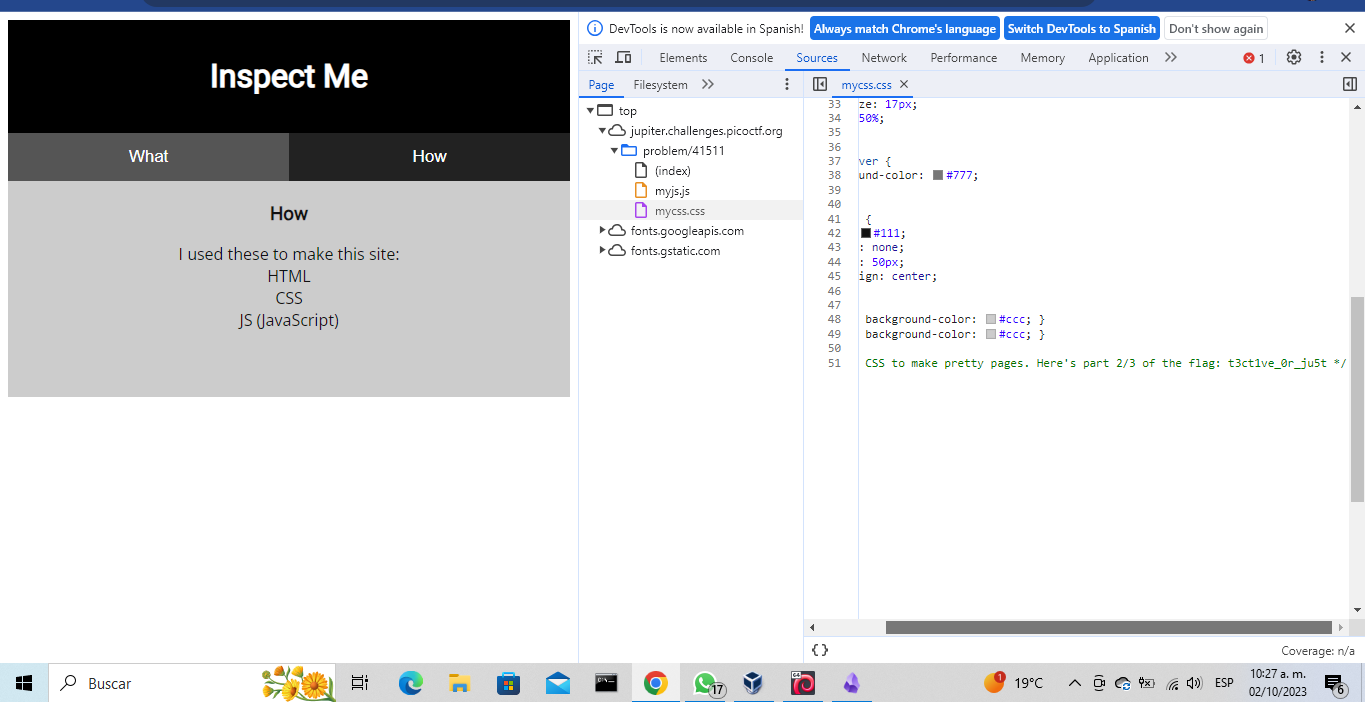 Inspect Me
What
How
How
I used these to make this site:
HTML
CSS
JS (JavaScript)
DevTools is now available in Spanish!
Always match Chrome's language
Switch DevTools to Spanish
Don't show again
Elements
Console
Sources
Network
Performance
Memory
Application
1
Page
Filesystem
top
jupiter.challenges.picoctf.org
problem/41511
(index)
myjs.js
mycss.css
fonts.googleapis.com
fonts.gstatic.com
mycss.css
33 ze: 17px;
34 50%;
35
36
37 ver {
38 und-color: #777;
39
40
41 {
42 #111;
43 : none;
44 : 50px;
45 ign: center;
46
47
48 background-color: #ccc; }
49 background-color: #ccc; }
50
51 CSS to make pretty pages. Here's part 2/3 of the flag: t3ct1ve_0r_ju5t */
{ }
Coverage: n/a
Buscar
17
64
1
19°C
ESP
10:27 a. m.
02/10/2023
6